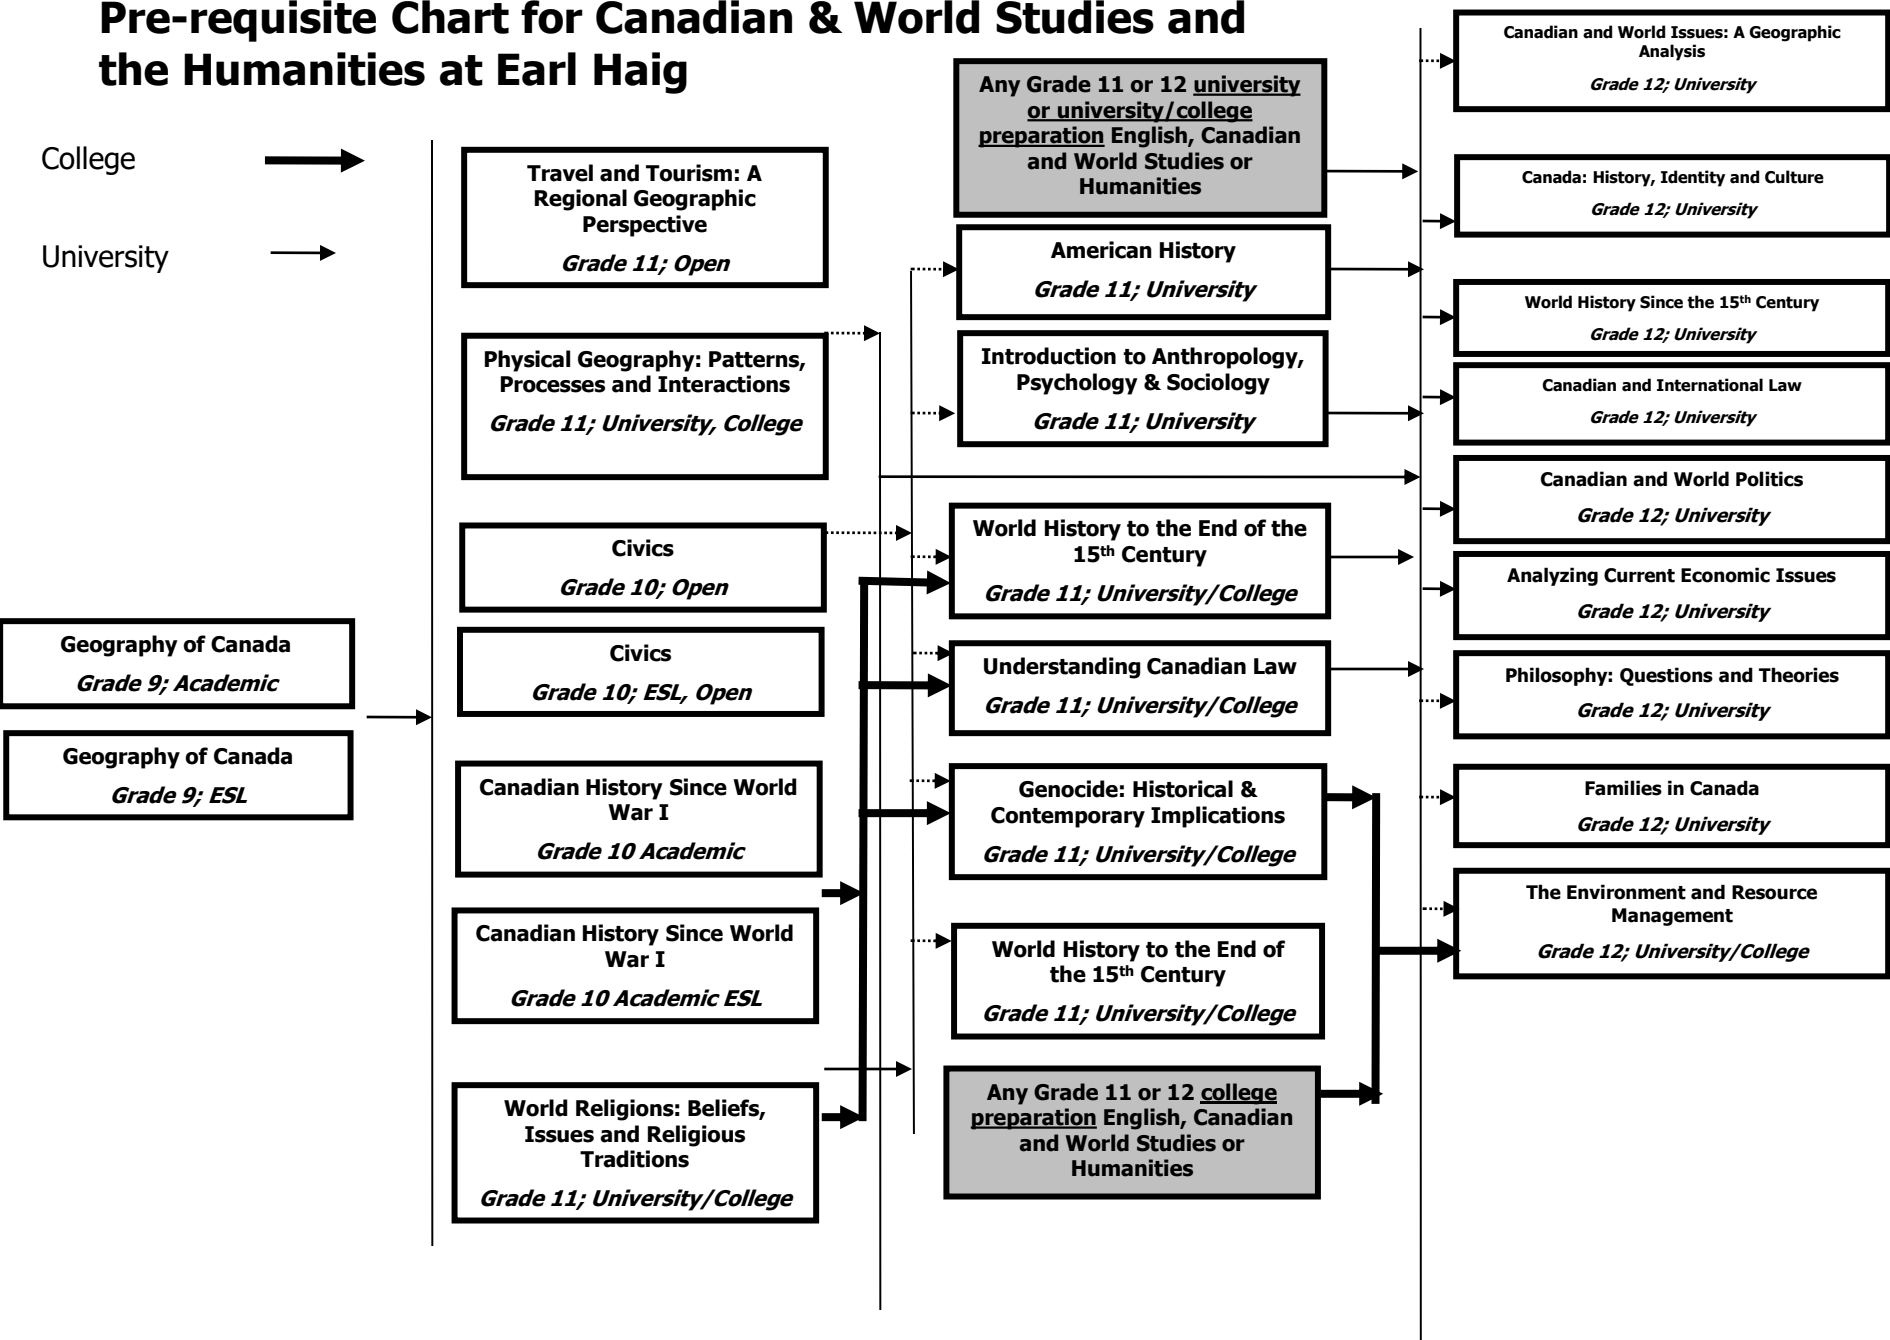 Pre-requisite Chart for Canadian & World Studies and
the Humanities at Earl Haig
College
University
Geography of Canada
Grade 9; Academic
Geography of Canada
Grade 9; ESL
Travel and Tourism: A
Regional Geographic
Perspective
Grade 11; Open
Physical Geography: Patterns,
Processes and Interactions
Grade 11; University, College
Civics
Grade 10; Open
Civics
Grade 10; ESL, Open
Canadian History Since World
War I
Grade 10 Academic
Canadian History Since World
War I
Grade 10 Academic ESL
World Religions: Beliefs,
Issues and Religious
Traditions
Grade 11; University/College
Any Grade 11 or 12 university
or university/college
preparation English, Canadian
and World Studies or
Humanities
American History
Grade 11; University
Introduction to Anthropology,
Psychology & Sociology
Grade 11; University
World History to the End of the
15th Century
Grade 11; University/College
Understanding Canadian Law
Grade 11; University/College
Genocide: Historical &
Contemporary Implications
Grade 11; University/College
World History to the End of
the 15th Century
Grade 11; University/College
Any Grade 11 or 12 college
preparation English, Canadian
and World Studies or
Humanities
Canadian and World Issues: A Geographic
Analysis
Grade 12; University
Canada: History, Identity and Culture
Grade 12; University
World History Since the 15th Century
Grade 12; University
Canadian and International Law
Grade 12; University
Canadian and World Politics
Grade 12; University
Analyzing Current Economic Issues
Grade 12; University
Philosophy: Questions and Theories
Grade 12; University
Families in Canada
Grade 12; University
The Environment and Resource
Management
Grade 12; University/College